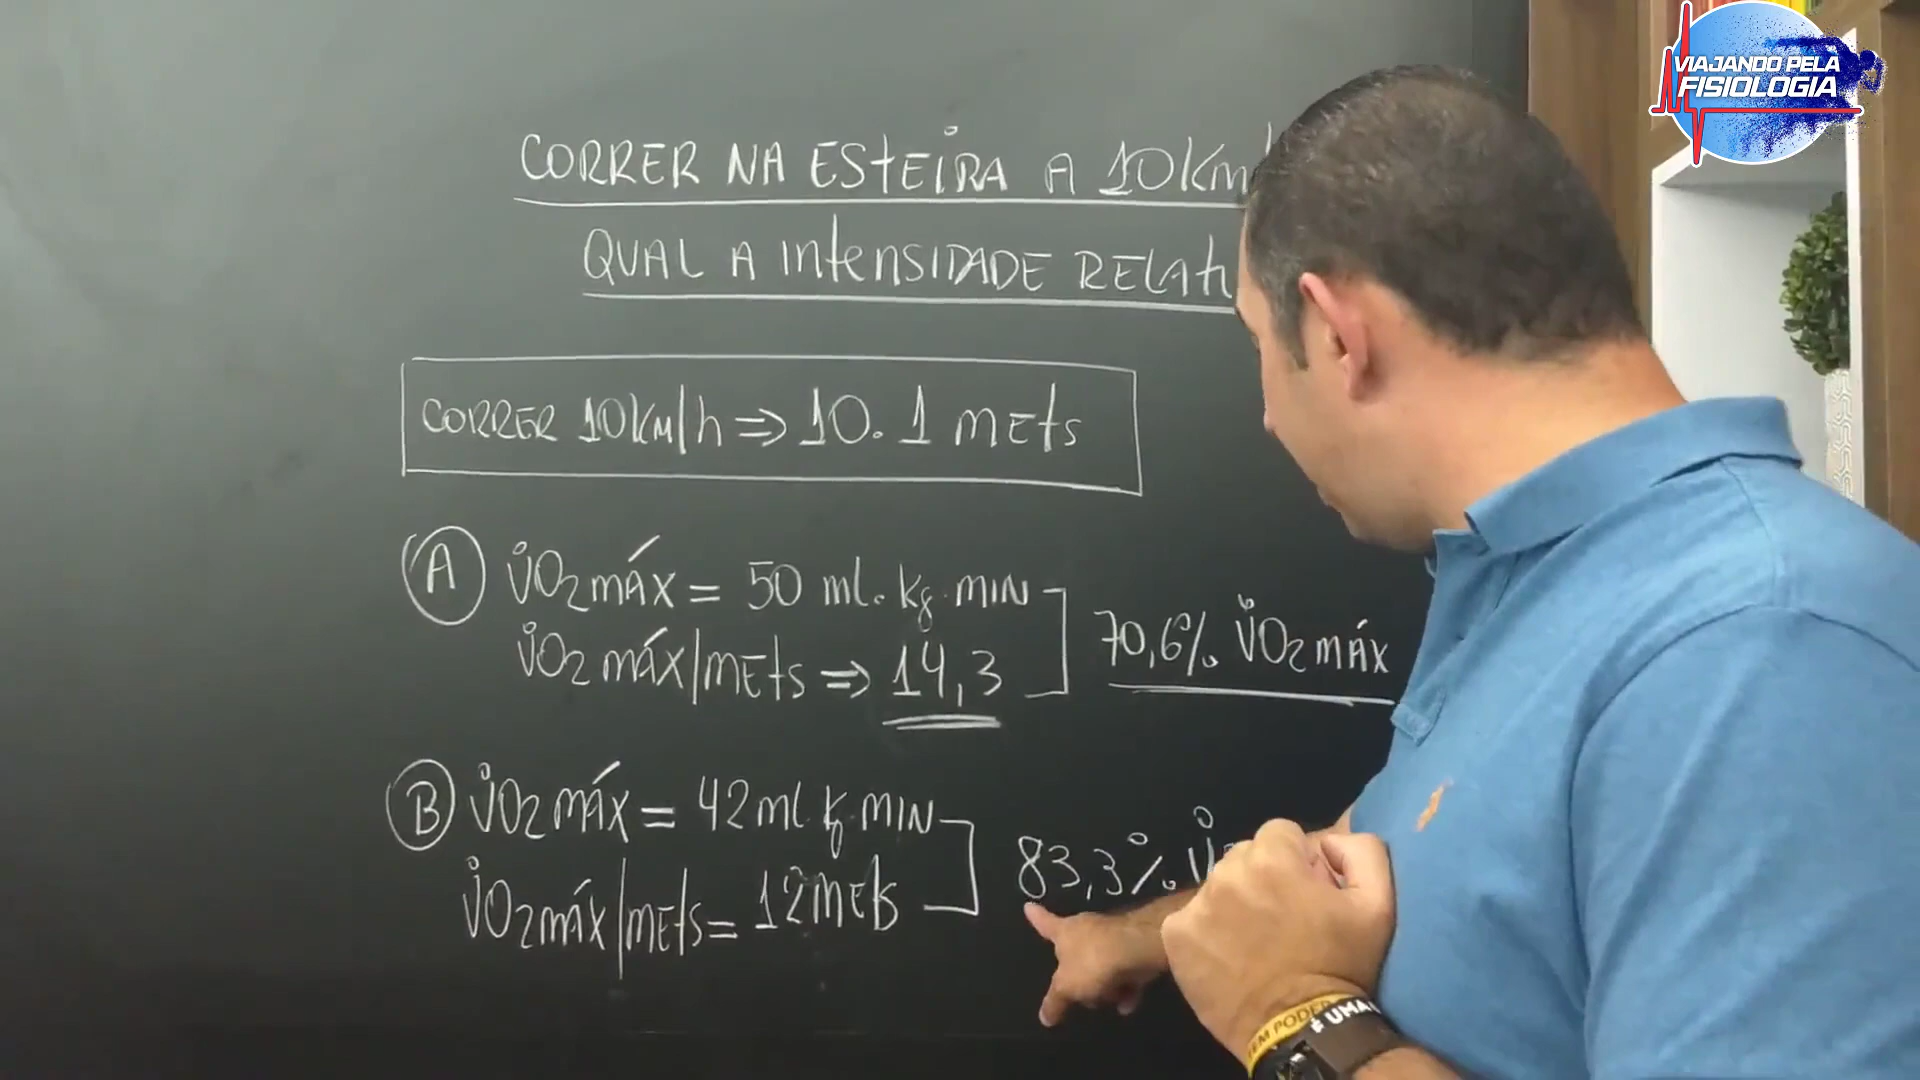 VIAJANDO PELA
FISIOLOGIA
CORRER NA ESTEIRA A 10Km
QUAL A INTENSIDADE RELATI
CORRER 10Km/h ⇒ 10.1 METs
A V̇O2MÁX = 50 ml.kg.MIN
V̇O2MÁX/METs ⇒ 14,3
70,6% V̇O2MÁX
B V̇O2MÁX = 42ml.kg.MIN
V̇O2MÁX/METs = 12METs
83,3%